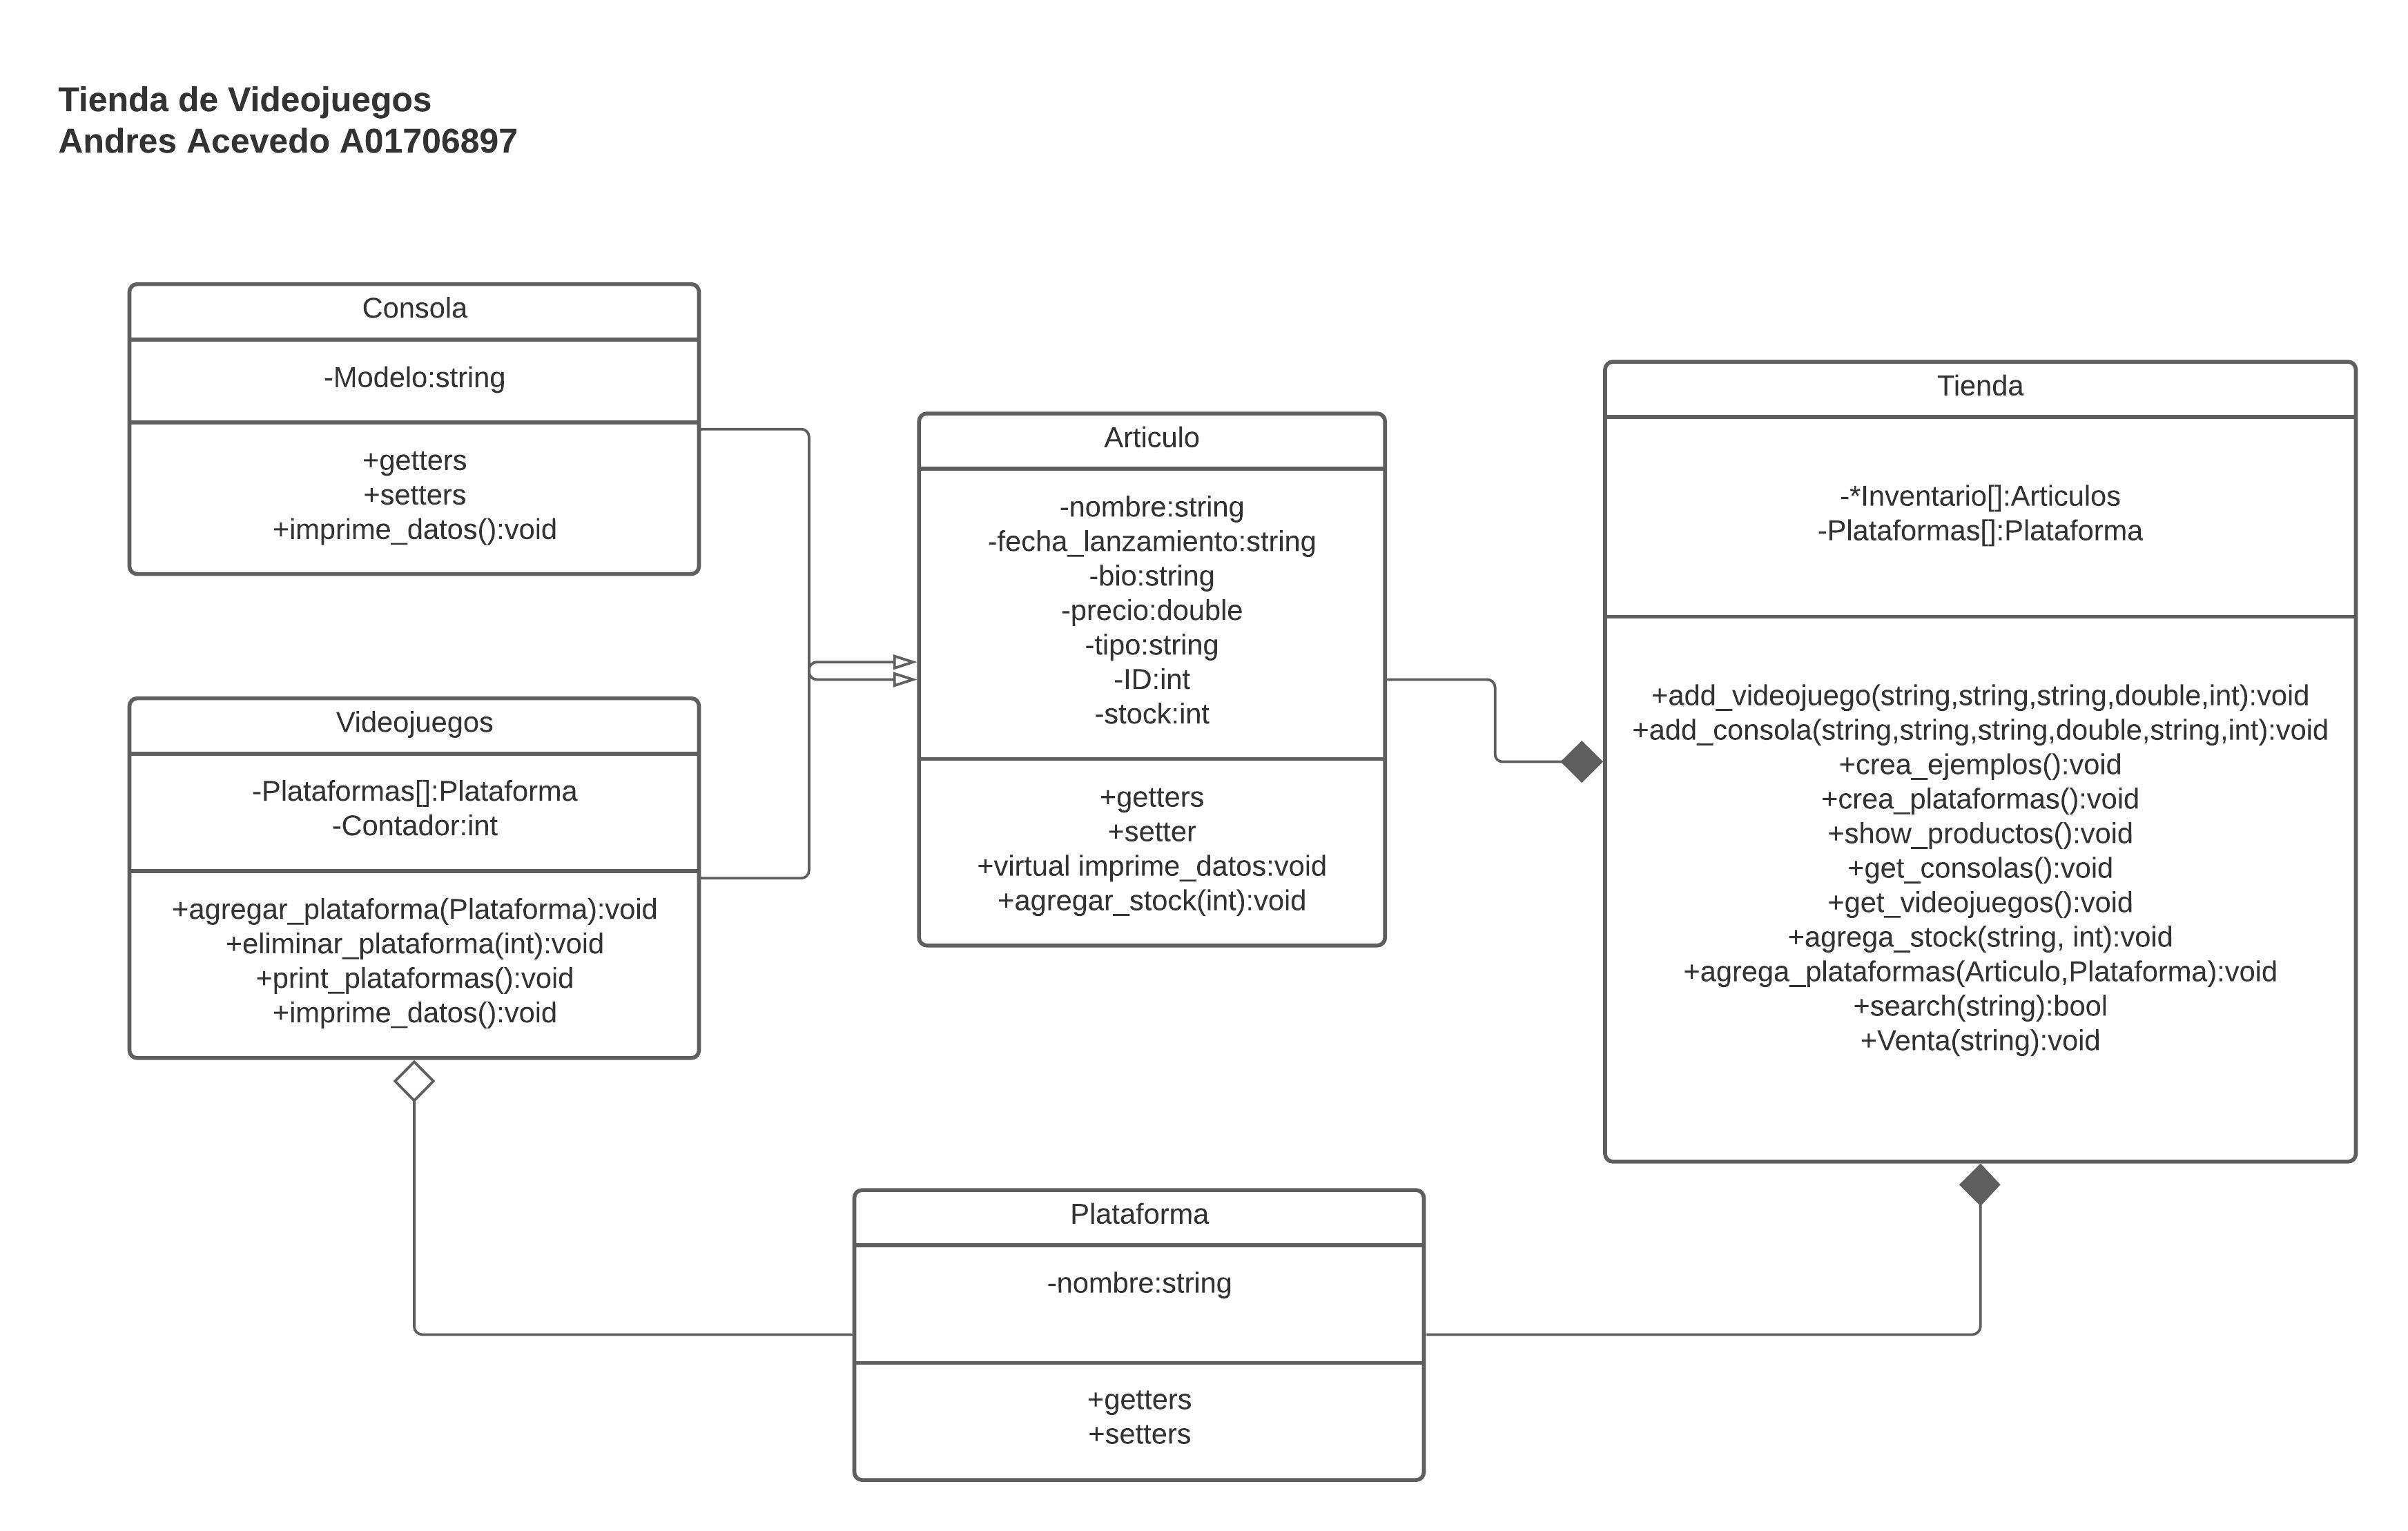 Tienda de Videojuegos
Andres Acevedo A01706897
Consola
-Modelo:string
+getters
+setters
+imprime_datos():void
Videojuegos
-Plataformas[]:Plataforma
-Contador:int
+agregar_plataforma(Plataforma):void
+eliminar_plataforma(int):void
+print_plataformas():void
+imprime_datos():void
Articulo
-nombre:string
-fecha_lanzamiento:string
-bio:string
-precio:double
-tipo:string
-ID:int
-stock:int
+getters
+setter
+virtual imprime_datos:void
+agregar_stock(int):void
Tienda
-*Inventario[]:Articulos
-Plataformas[]:Plataforma
+add_videojuego(string,string,string,double,int):void
+add_consola(string,string,string,double,string,int):void
+crea_ejemplos():void
+crea_plataformas():void
+show_productos():void
+get_consolas():void
+get_videojuegos():void
+agrega_stock(string, int):void
+agrega_plataformas(Articulo,Plataforma):void
+search(string):bool
+Venta(string):void
Plataforma
-nombre:string
+getters
+setters